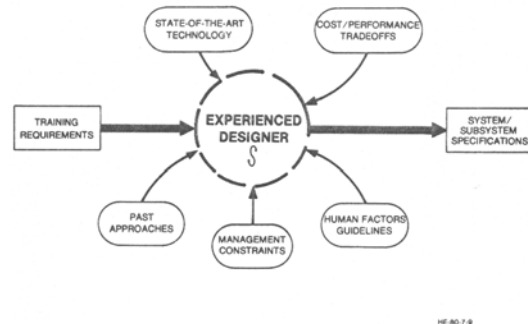 STATE-OF-THE-ART
TECHNOLOGY
COST/PERFORMANCE
TRADEOFFS
TRAINING
REQUIREMENTS
EXPERIENCED
DESIGNER
S
SYSTEM/
SUBSYSTEM
SPECIFICATIONS
PAST
APPROACHES
MANAGEMENT
CONSTRAINTS
HUMAN FACTORS
GUIDELINES
HF-80-7-9